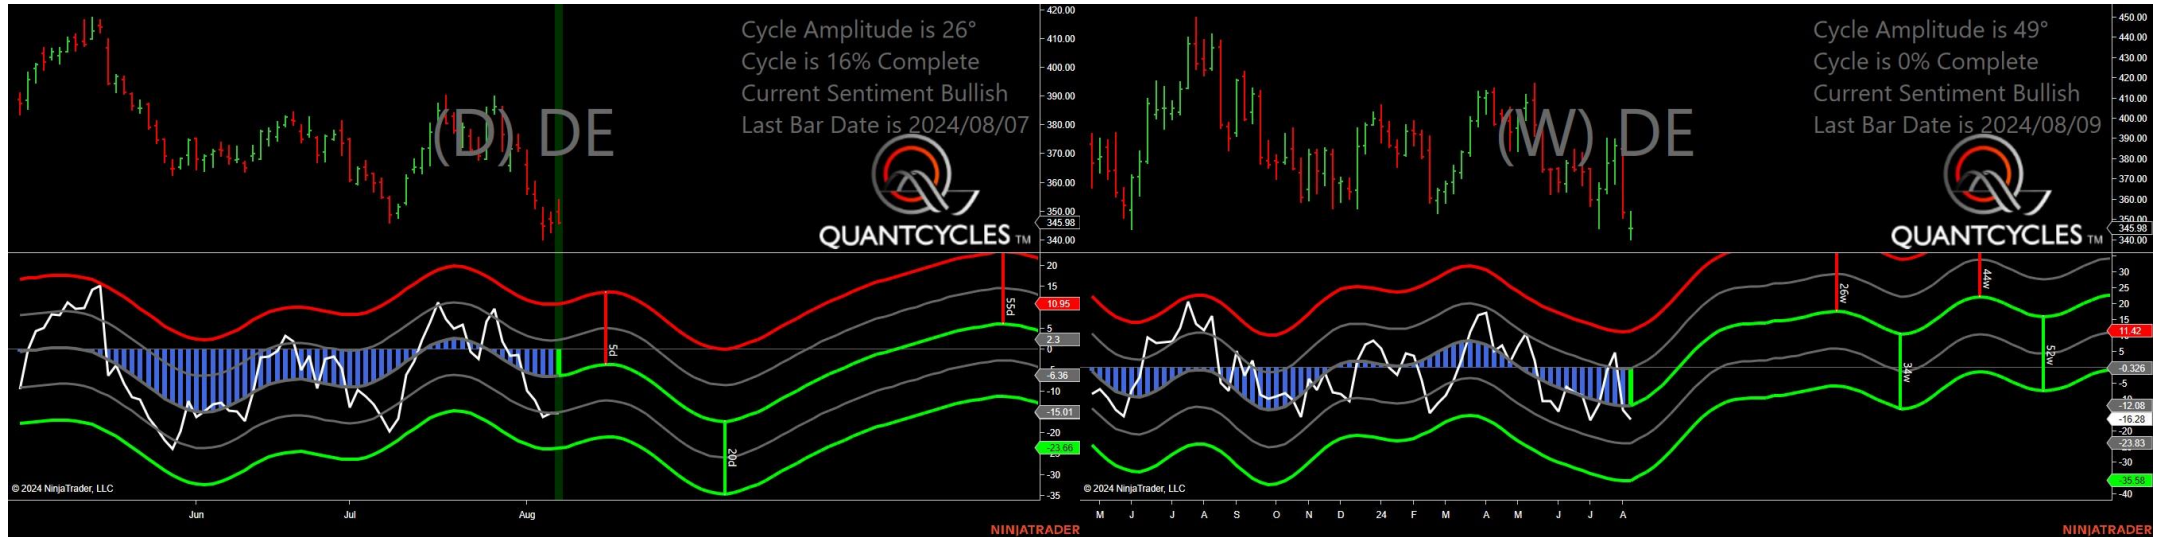 420.00
410.00
400.00
390.00
380.00
370.00
360.00
350.00
345.98
340.00
Cycle Amplitude is 26°
Cycle is 16% Complete
Current Sentiment Bullish
Last Bar Date is 2024/08/07
(D) DE
QUANTCYCLES TM
20
15
10.95
5
2.3
0
-6.36
-10
-15.01
-20
-23.66
-30
-35
5d
20d
55d
© 2024 NinjaTrader, LLC
Jun
Jul
Aug
NINJATRADER
450.00
440.00
430.00
420.00
410.00
400.00
390.00
380.00
370.00
360.00
350.00
345.98
340.00
Cycle Amplitude is 49°
Cycle is 0% Complete
Current Sentiment Bullish
Last Bar Date is 2024/08/09
(W) DE
QUANTCYCLES TM
30
25
20
15
11.42
5
-0.326
-5
-12.08
-16.28
-20
-23.83
-30
-35.58
-40
26w
34w
44w
52w
© 2024 NinjaTrader, LLC
M J J A S O N D 24 F M A M J J A
NINJATRADER